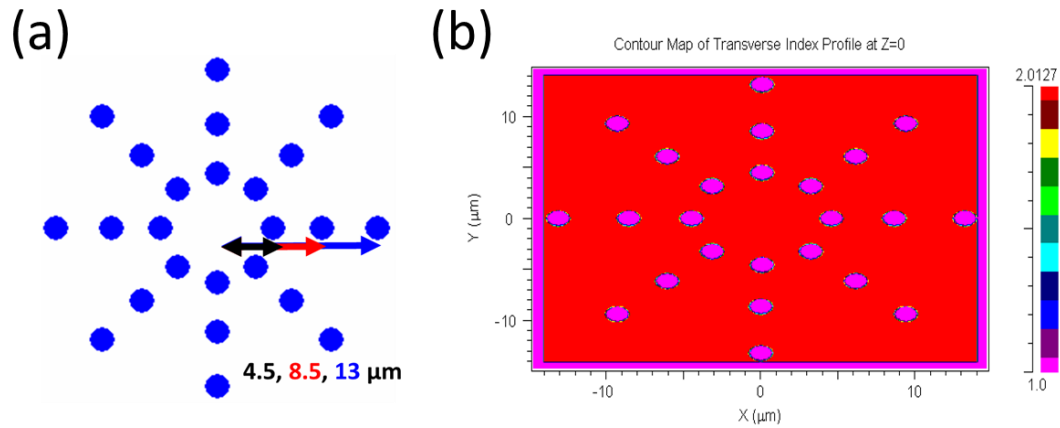 (a)
4.5, 8.5, 13 µm
(b)
Contour Map of Transverse Index Profile at Z=0
2.0127
1.0
10
0
-10
Y (µm)
-10 0 10
X (µm)